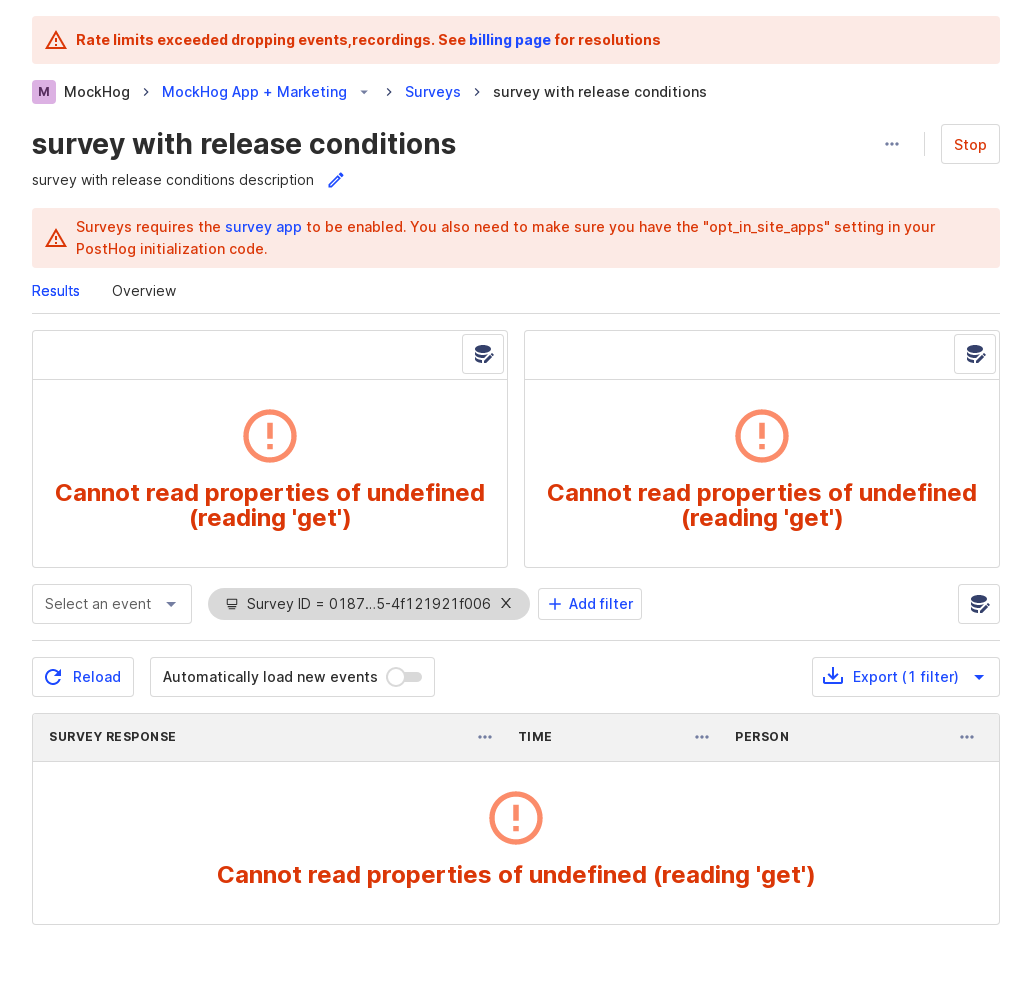 Rate limits exceeded dropping events,recordings. See billing page for resolutions
M MockHog MockHog App + Marketing Surveys survey with release conditions
survey with release conditions
Stop
survey with release conditions description
Surveys requires the survey app to be enabled. You also need to make sure you have the "opt_in_site_apps" setting in your
PostHog initialization code.
Results Overview
Cannot read properties of undefined
(reading 'get')
Cannot read properties of undefined
(reading 'get')
Select an event Survey ID = 0187…5-4f121921f006 Add filter
Reload Automatically load new events Export (1 filter)
SURVEY RESPONSE TIME PERSON
Cannot read properties of undefined (reading 'get')